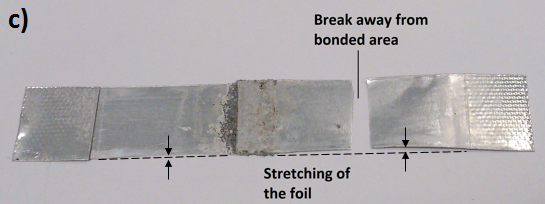 c)
Break away from
bonded area
Stretching of
the foil